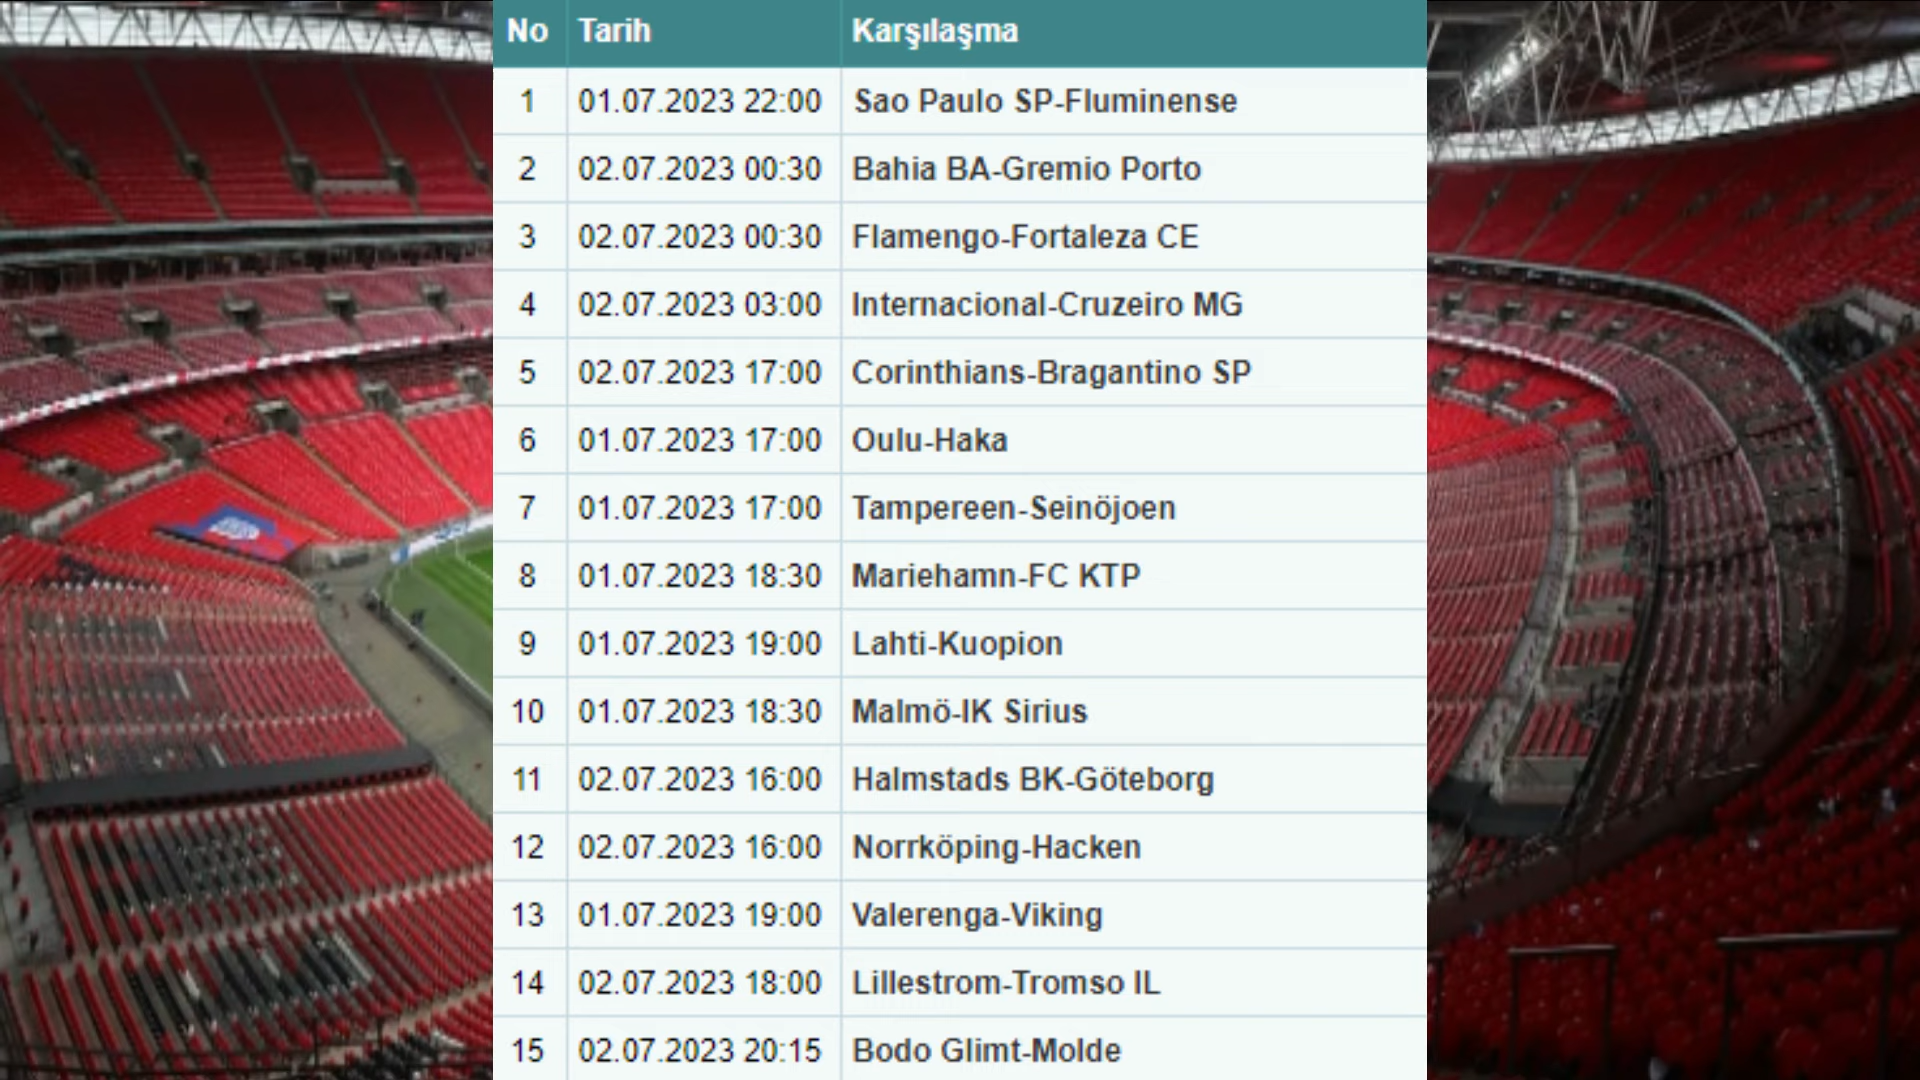 No Tarih Karşılaşma
1 01.07.2023 22:00 Sao Paulo SP-Fluminense
2 02.07.2023 00:30 Bahia BA-Gremio Porto
3 02.07.2023 00:30 Flamengo-Fortaleza CE
4 02.07.2023 03:00 Internacional-Cruzeiro MG
5 02.07.2023 17:00 Corinthians-Bragantino SP
6 01.07.2023 17:00 Oulu-Haka
7 01.07.2023 17:00 Tampereen-Seinöjoen
8 01.07.2023 18:30 Mariehamn-FC KTP
9 01.07.2023 19:00 Lahti-Kuopion
10 01.07.2023 18:30 Malmö-IK Sirius
11 02.07.2023 16:00 Halmstads BK-Göteborg
12 02.07.2023 16:00 Norrköping-Hacken
13 01.07.2023 19:00 Valerenga-Viking
14 02.07.2023 18:00 Lillestrom-Tromso IL
15 02.07.2023 20:15 Bodo Glimt-Molde